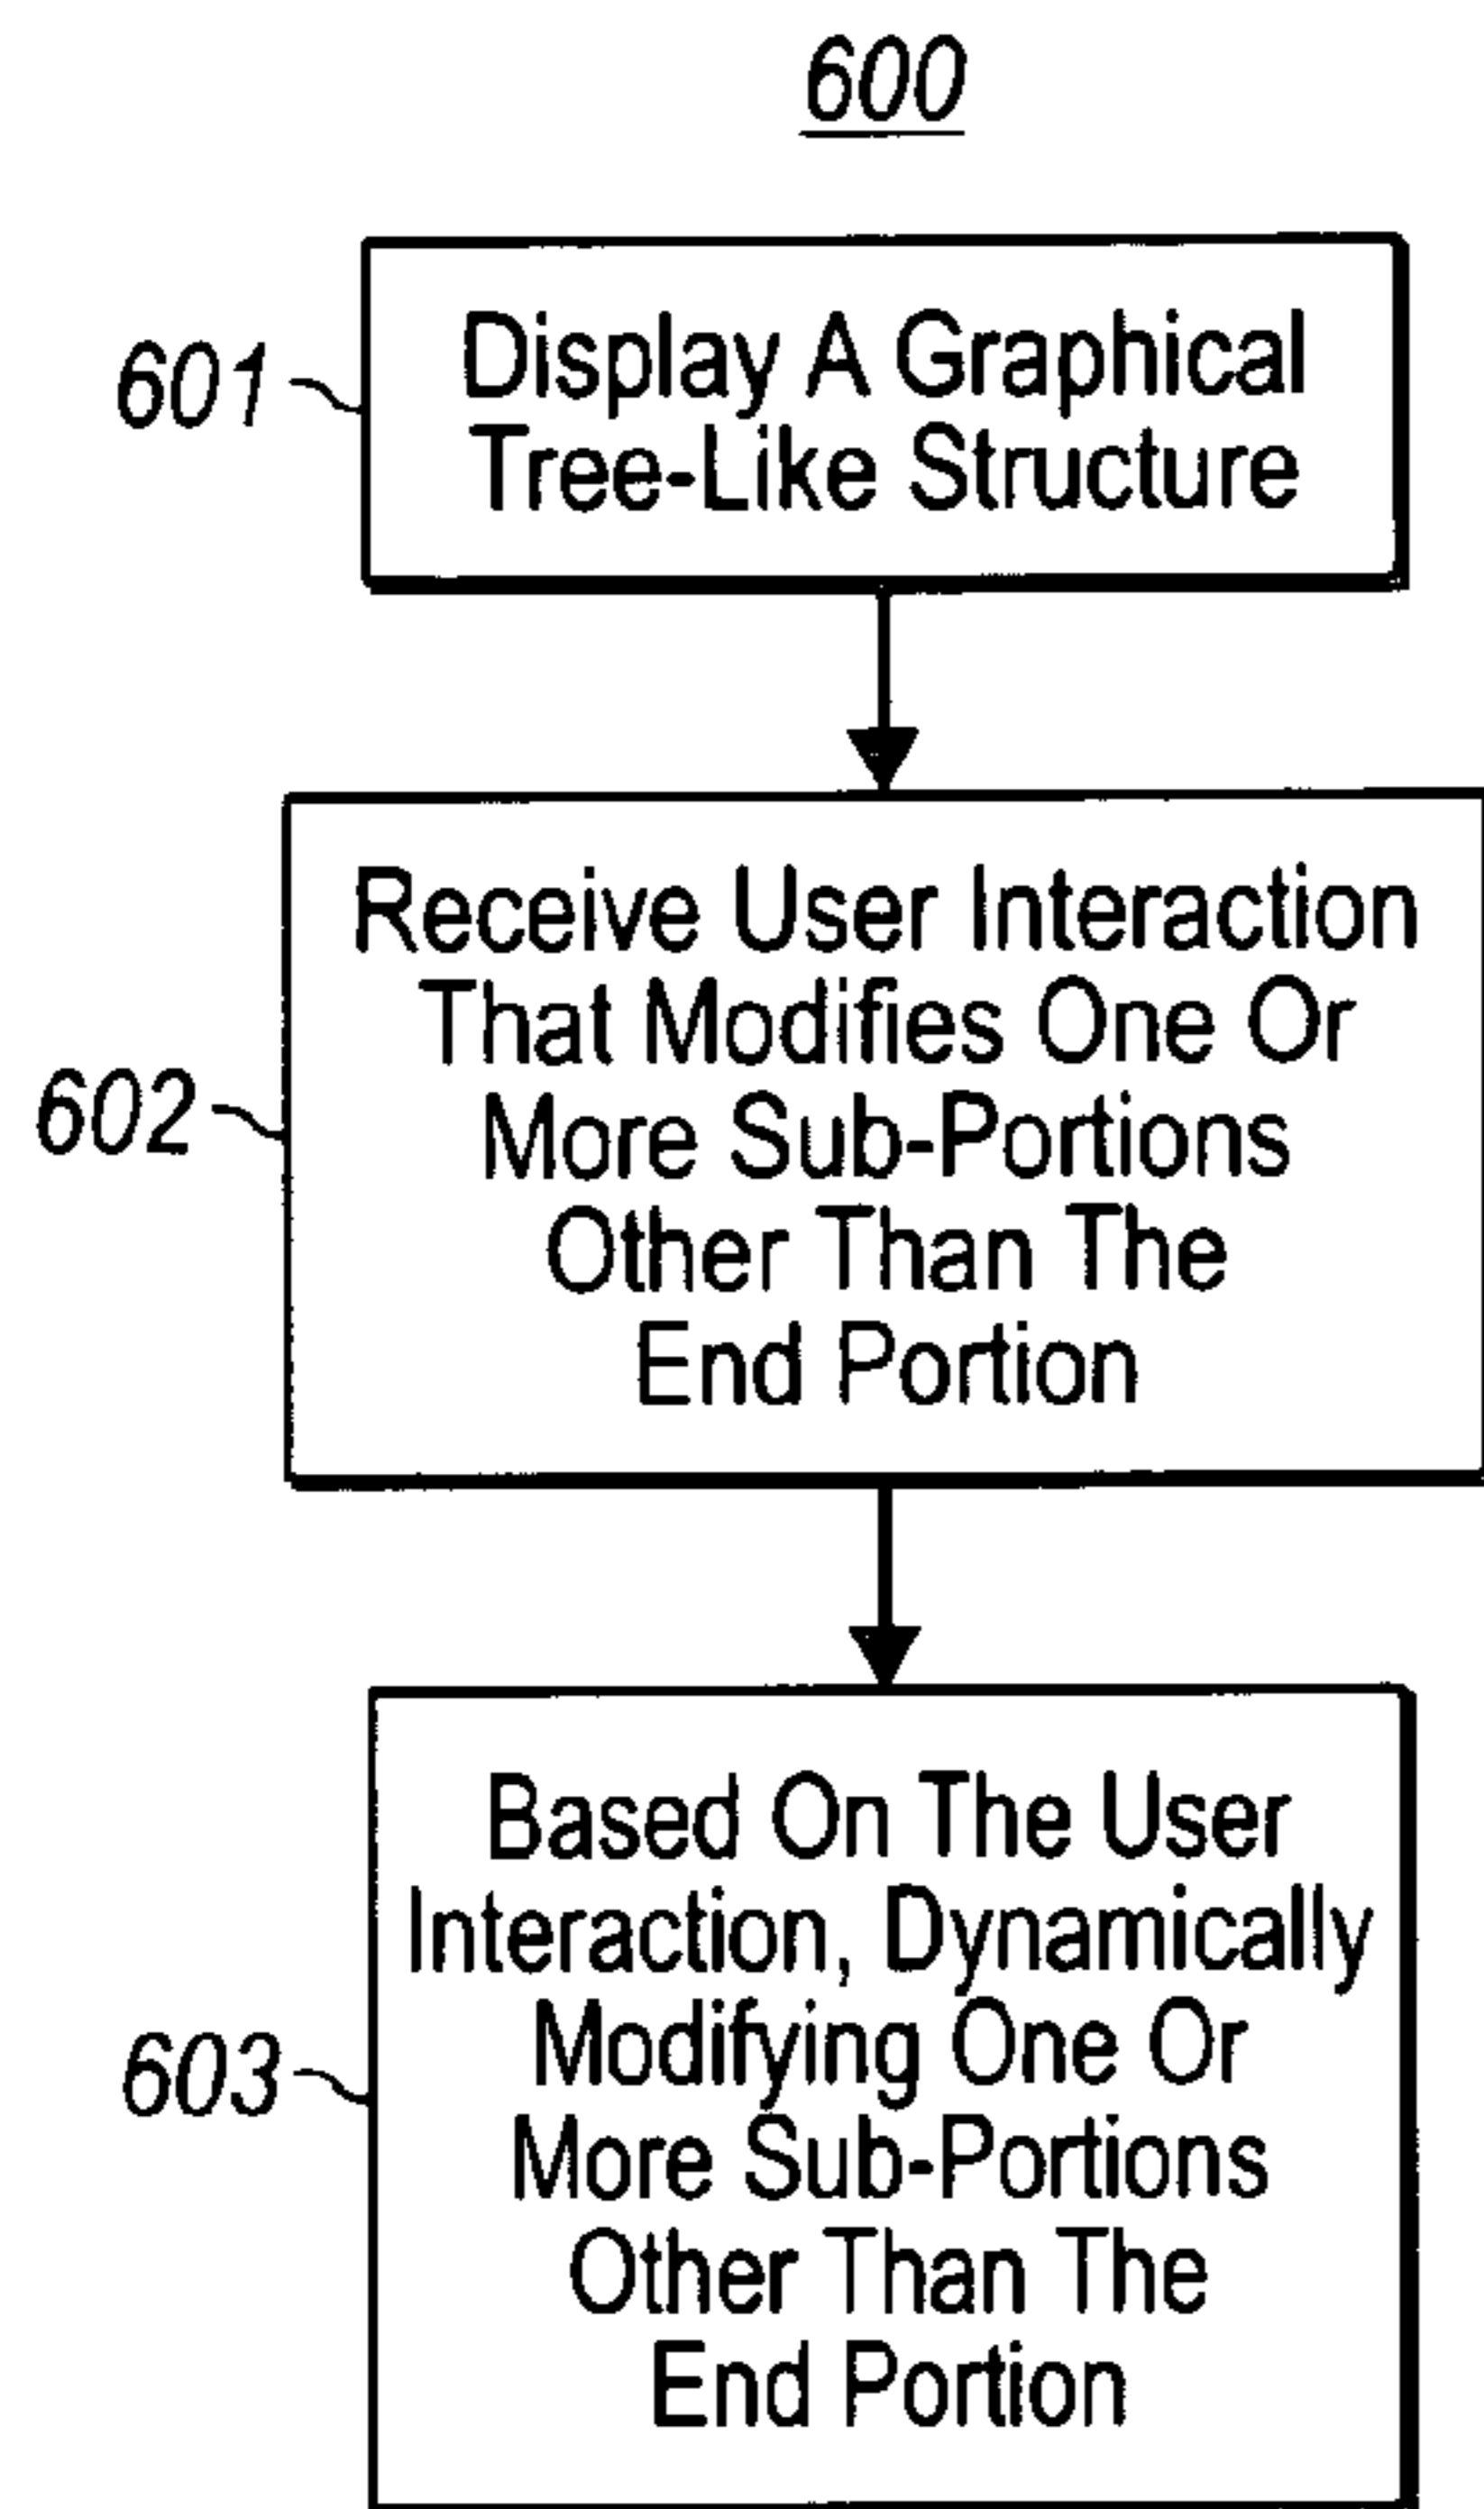 600
601
Display A Graphical
Tree-Like Structure
602
Receive User Interaction
That Modifies One Or
More Sub-Portions
Other Than The
End Portion
603
Based On The User
Interaction, Dynamically
Modifying One Or
More Sub-Portions
Other Than The
End Portion